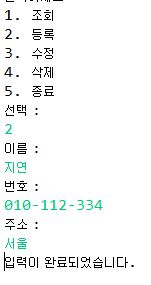 1. 조회
2. 등록
3. 수정
4. 삭제
5. 종료
선택 :
2
이름 :
지연
번호 :
010-112-334
주소 :
서울
입력이 완료되었습니다.